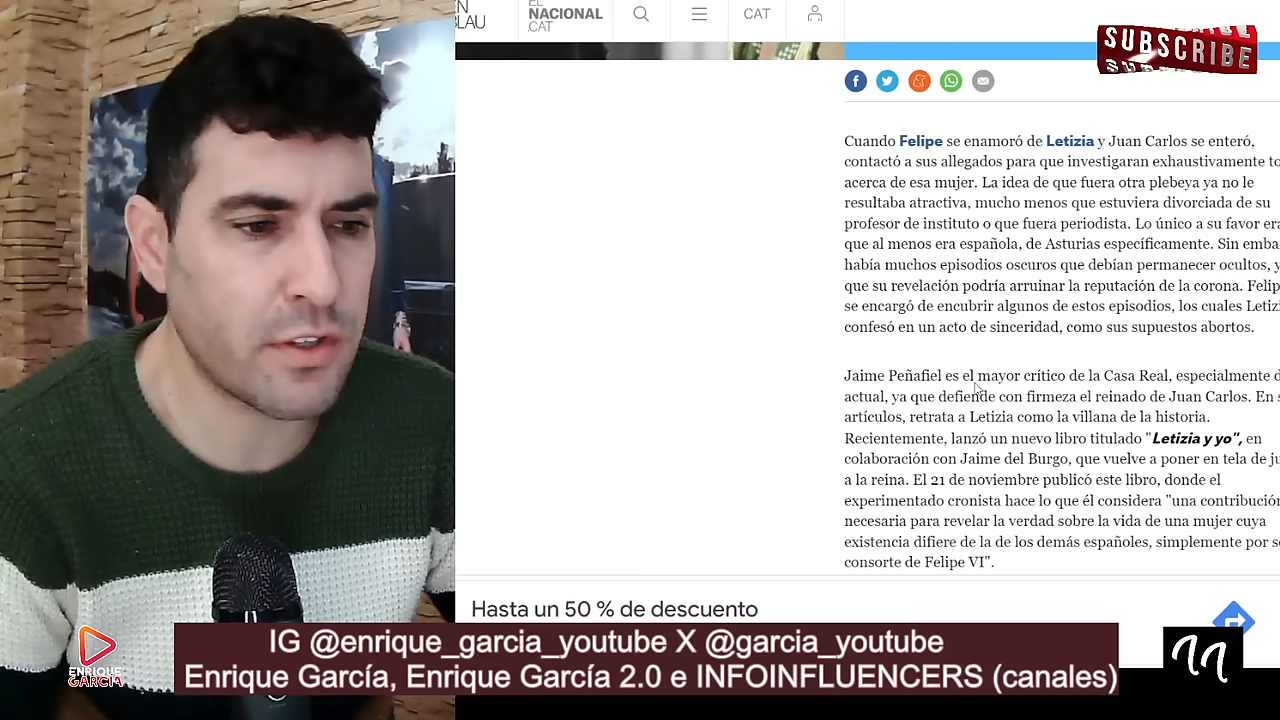 EN
BLAU
EL
NACIONAL
.CAT
CAT
SUBSCRIBE
Cuando Felipe se enamoró de Letizia y Juan Carlos se enteró,
contactó a sus allegados para que investigaran exhaustivamente to
acerca de esa mujer. La idea de que fuera otra plebeya ya no le
resultaba atractiva, mucho menos que estuviera divorciada de su
profesor de instituto o que fuera periodista. Lo único a su favor era
que al menos era española, de Asturias específicamente. Sin emba
había muchos episodios oscuros que debían permanecer ocultos, y
que su revelación podría arruinar la reputación de la corona. Felip
se encargó de encubrir algunos de estos episodios, los cuales Letiz
confesó en un acto de sinceridad, como sus supuestos abortos.
Jaime Peñafiel es el mayor crítico de la Casa Real, especialmente d
actual, ya que defiende con firmeza el reinado de Juan Carlos. En s
artículos, retrata a Letizia como la villana de la historia.
Recientemente, lanzó un nuevo libro titulado "Letizia y yo", en
colaboración con Jaime del Burgo, que vuelve a poner en tela de ju
a la reina. El 21 de noviembre publicó este libro, donde el
experimentado cronista hace lo que él considera "una contribución
necesaria para revelar la verdad sobre la vida de una mujer cuya
existencia difiere de la de los demás españoles, simplemente por se
consorte de Felipe VI".
Hasta un 50 % de descuento
IG @enrique_garcia_youtube X @garcia_youtube
Enrique García, Enrique García 2.0 e INFOINFLUENCERS (canales)
ENRIQUE
GARCÍA